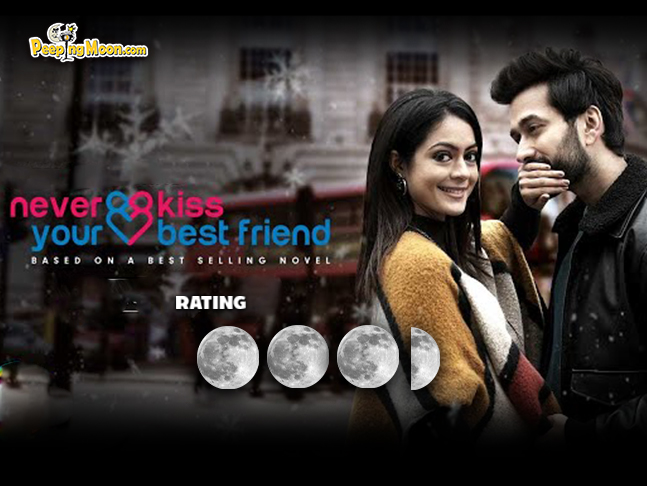 PeepingMoon.com
never kiss
your best friend
BASED ON A BEST SELLING NOVEL
RATING